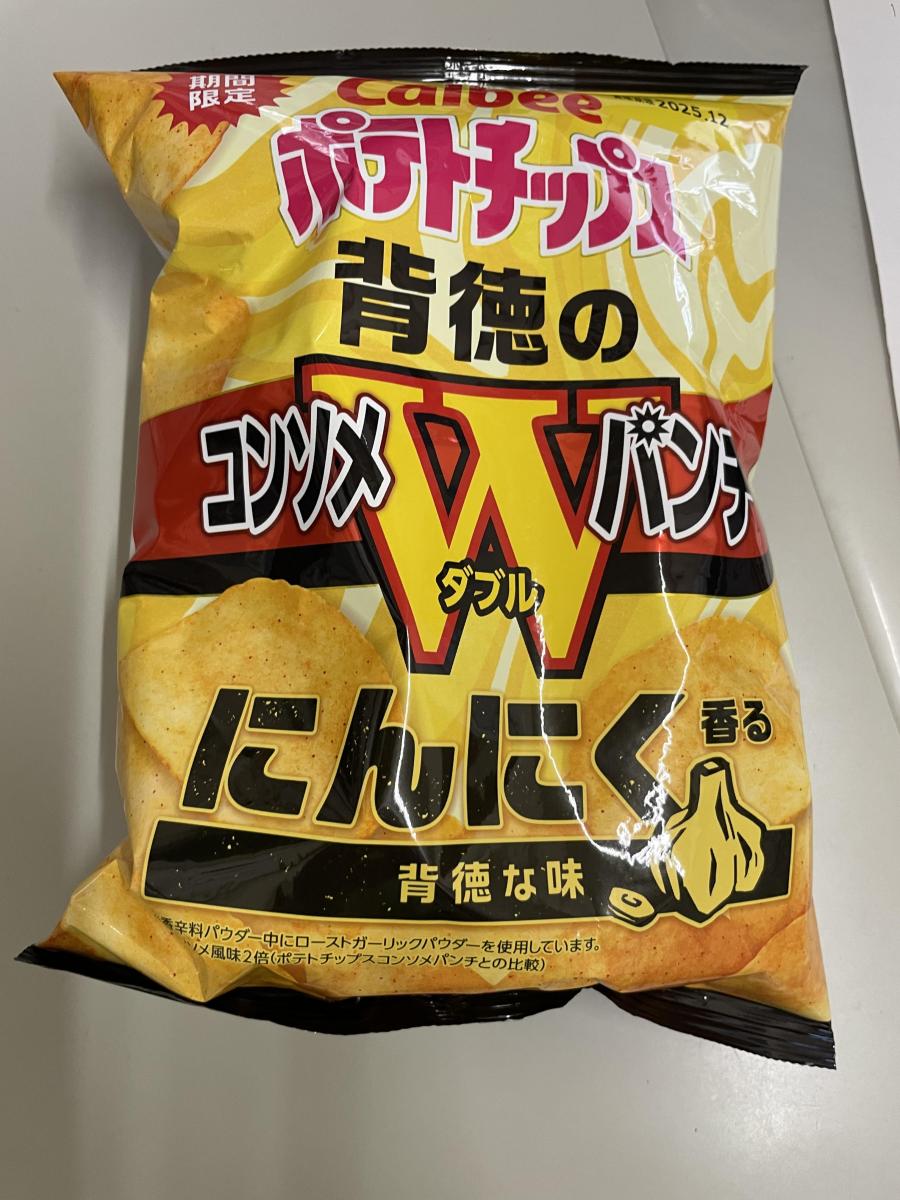 期間
限定
Calbee
2025.12
ポテトチップス
背徳の
コンソメWパンチ
ダブル
にんにく香る
背徳な味
香辛料パウダー中にローストガーリックパウダーを使用しています。
ソメ風味2倍(ポテトチップスコンソメパンチとの比較)